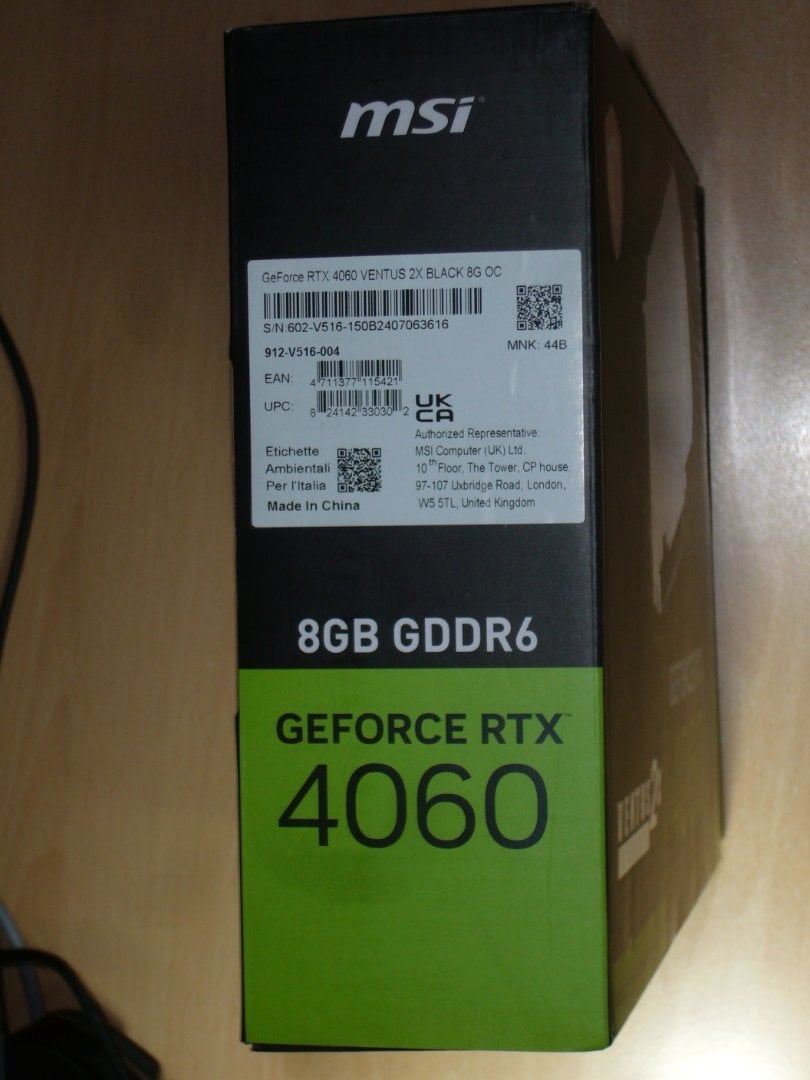 msi
GeForce RTX 4060 VENTUS 2X BLACK 8G OC
S/N:602-V516-150B2407063616
MNK: 44B
912-V516-004
EAN: 4 711377 115421
UPC: 8 24142 33030 2
UK
CA
Authorized Representative:
MSI Computer (UK) Ltd.
10th Floor, The Tower, CP house,
97-107 Uxbridge Road, London,
W5 5TL, United Kingdom
Etichette
Ambientali
Per l'Italia
Made In China
8GB GDDR6
GEFORCE RTX™
4060
VENTUS 2X